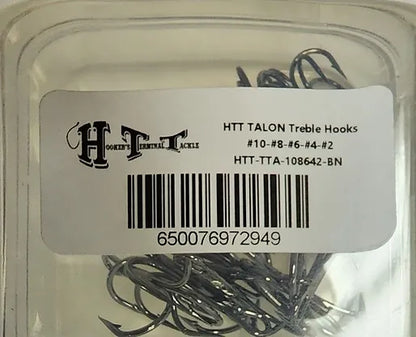 HTT
HOOKER'S TERMINAL TACKLE
HTT TALON Treble Hooks
#10-#8-#6-#4-#2
HTT-TTA-108642-BN
650076972949